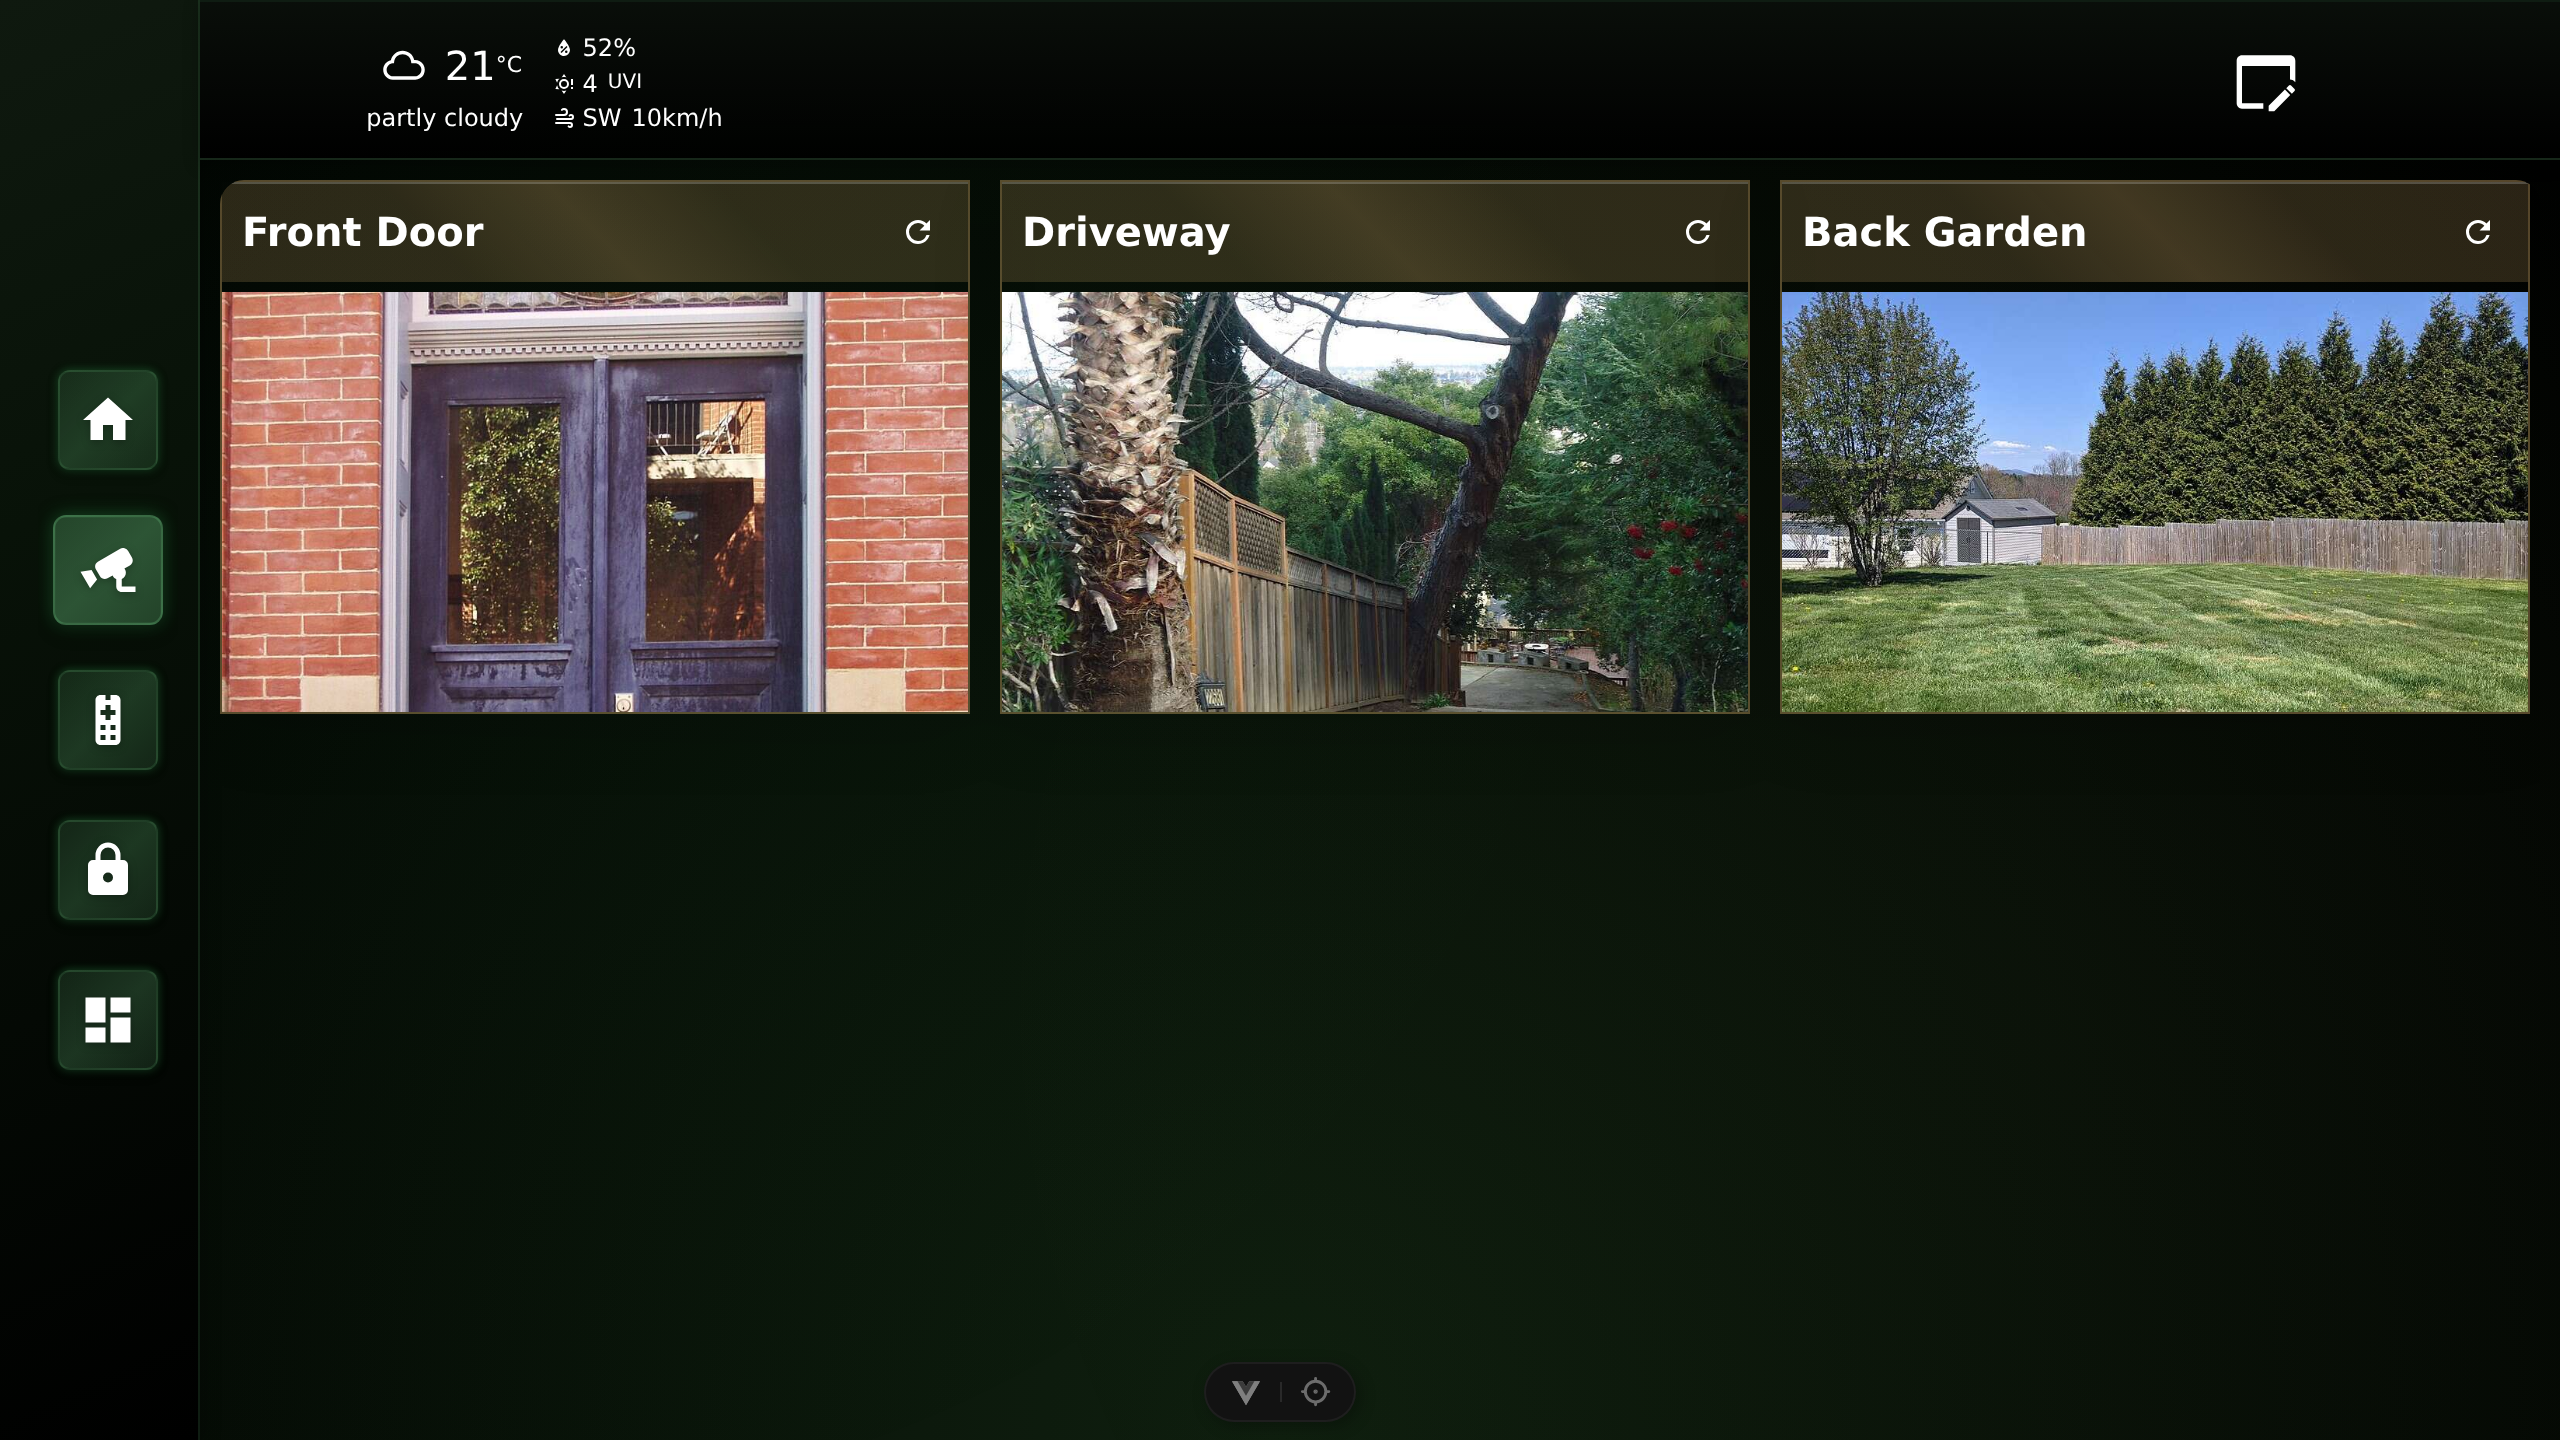 21°C
partly cloudy
52%
4 UVI
SW 10km/h
Front Door
Driveway
Back Garden